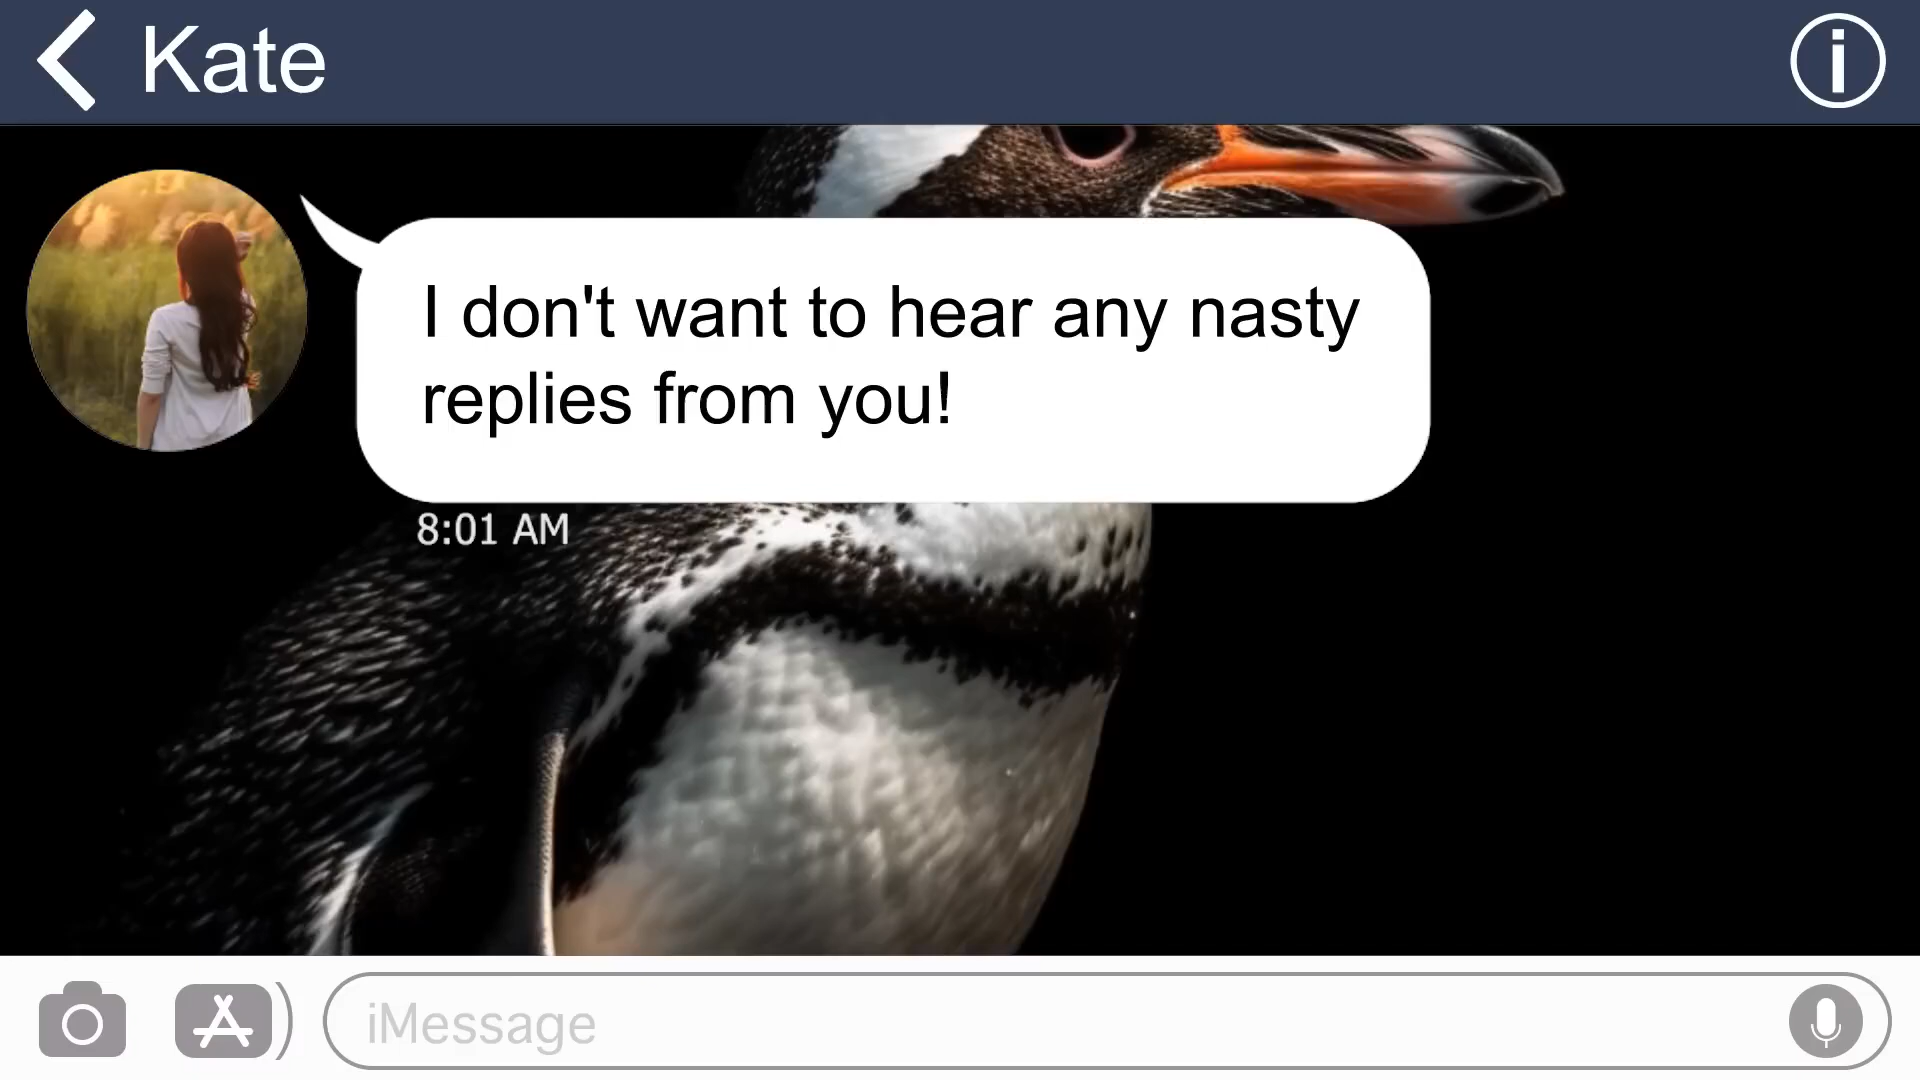 Kate
I don't want to hear any nasty
replies from you!
8:01 AM
iMessage